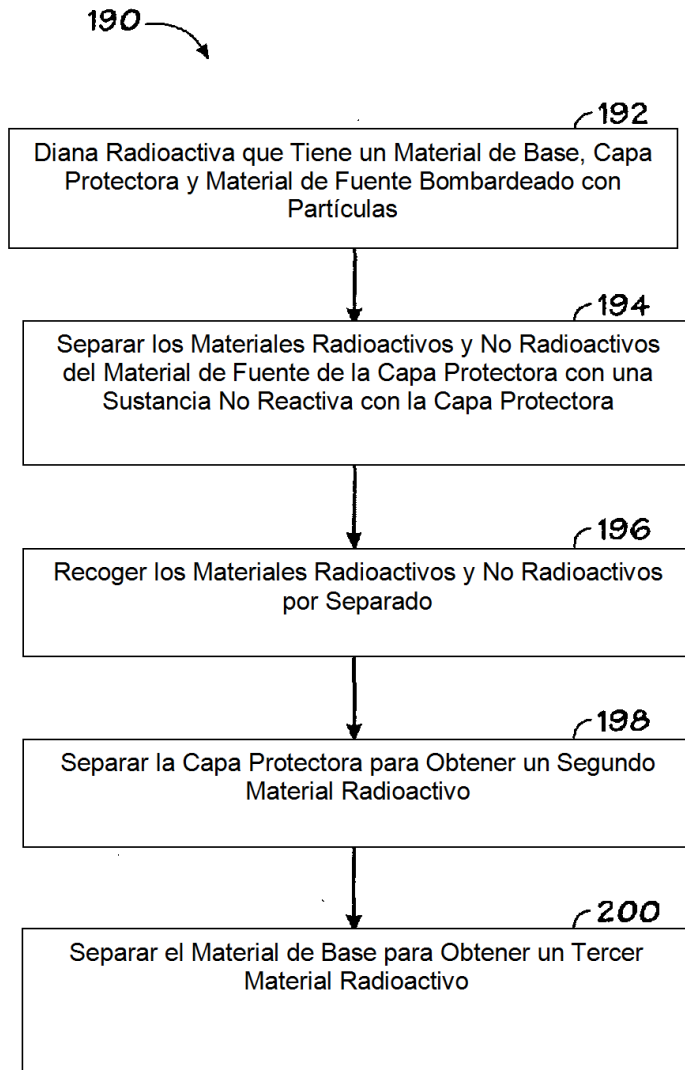 190
192
Diana Radioactiva que Tiene un Material de Base, Capa
Protectora y Material de Fuente Bombardeado con
Partículas
194
Separar los Materiales Radioactivos y No Radioactivos
del Material de Fuente de la Capa Protectora con una
Sustancia No Reactiva con la Capa Protectora
196
Recoger los Materiales Radioactivos y No Radioactivos
por Separado
198
Separar la Capa Protectora para Obtener un Segundo
Material Radioactivo
200
Separar el Material de Base para Obtener un Tercer
Material Radioactivo